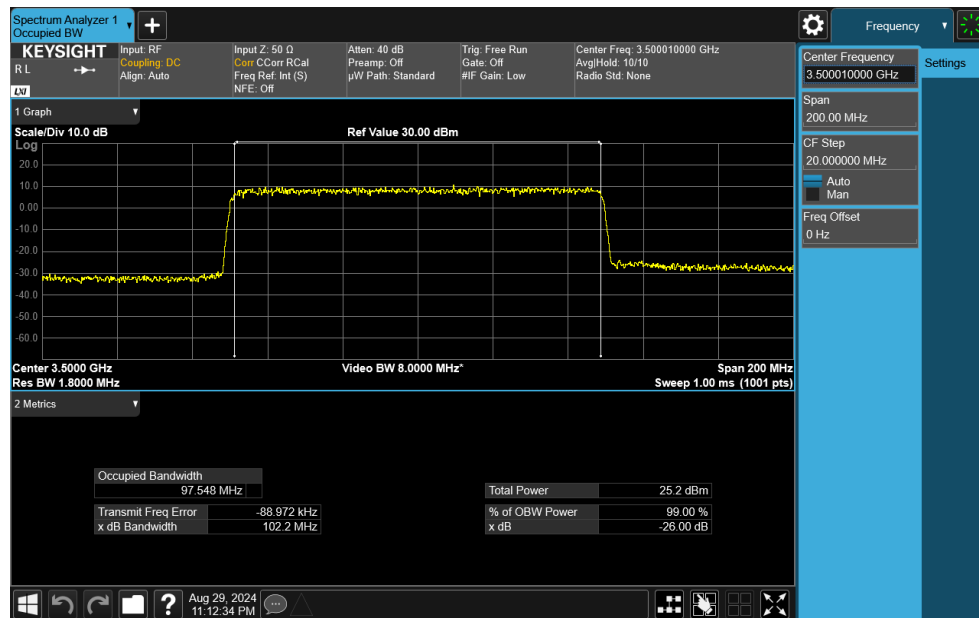 Spectrum Analyzer 1
Occupied BW
Frequency
KEYSIGHT
R L
LXI
Input: RF
Coupling: DC
Align: Auto
Input Z: 50 Ω
Corr CCorr RCal
Freq Ref: Int (S)
NFE: Off
Atten: 40 dB
Preamp: Off
µW Path: Standard
Trig: Free Run
Gate: Off
#IF Gain: Low
Center Freq: 3.500010000 GHz
Avg|Hold: 10/10
Radio Std: None
Center Frequency
3.500010000 GHz
Settings
Span
200.00 MHz
CF Step
20.000000 MHz
Auto
Man
Freq Offset
0 Hz
1 Graph
Scale/Div 10.0 dB
Ref Value 30.00 dBm
Log
20.0
10.0
0.00
-10.0
-20.0
-30.0
-40.0
-50.0
-60.0
Center 3.5000 GHz
Video BW 8.0000 MHz*
Span 200 MHz
Res BW 1.8000 MHz
Sweep 1.00 ms (1001 pts)
2 Metrics
Occupied Bandwidth
97.548 MHz
Total Power 25.2 dBm
Transmit Freq Error -88.972 kHz
% of OBW Power 99.00 %
x dB Bandwidth 102.2 MHz
x dB -26.00 dB
Aug 29, 2024
11:12:34 PM